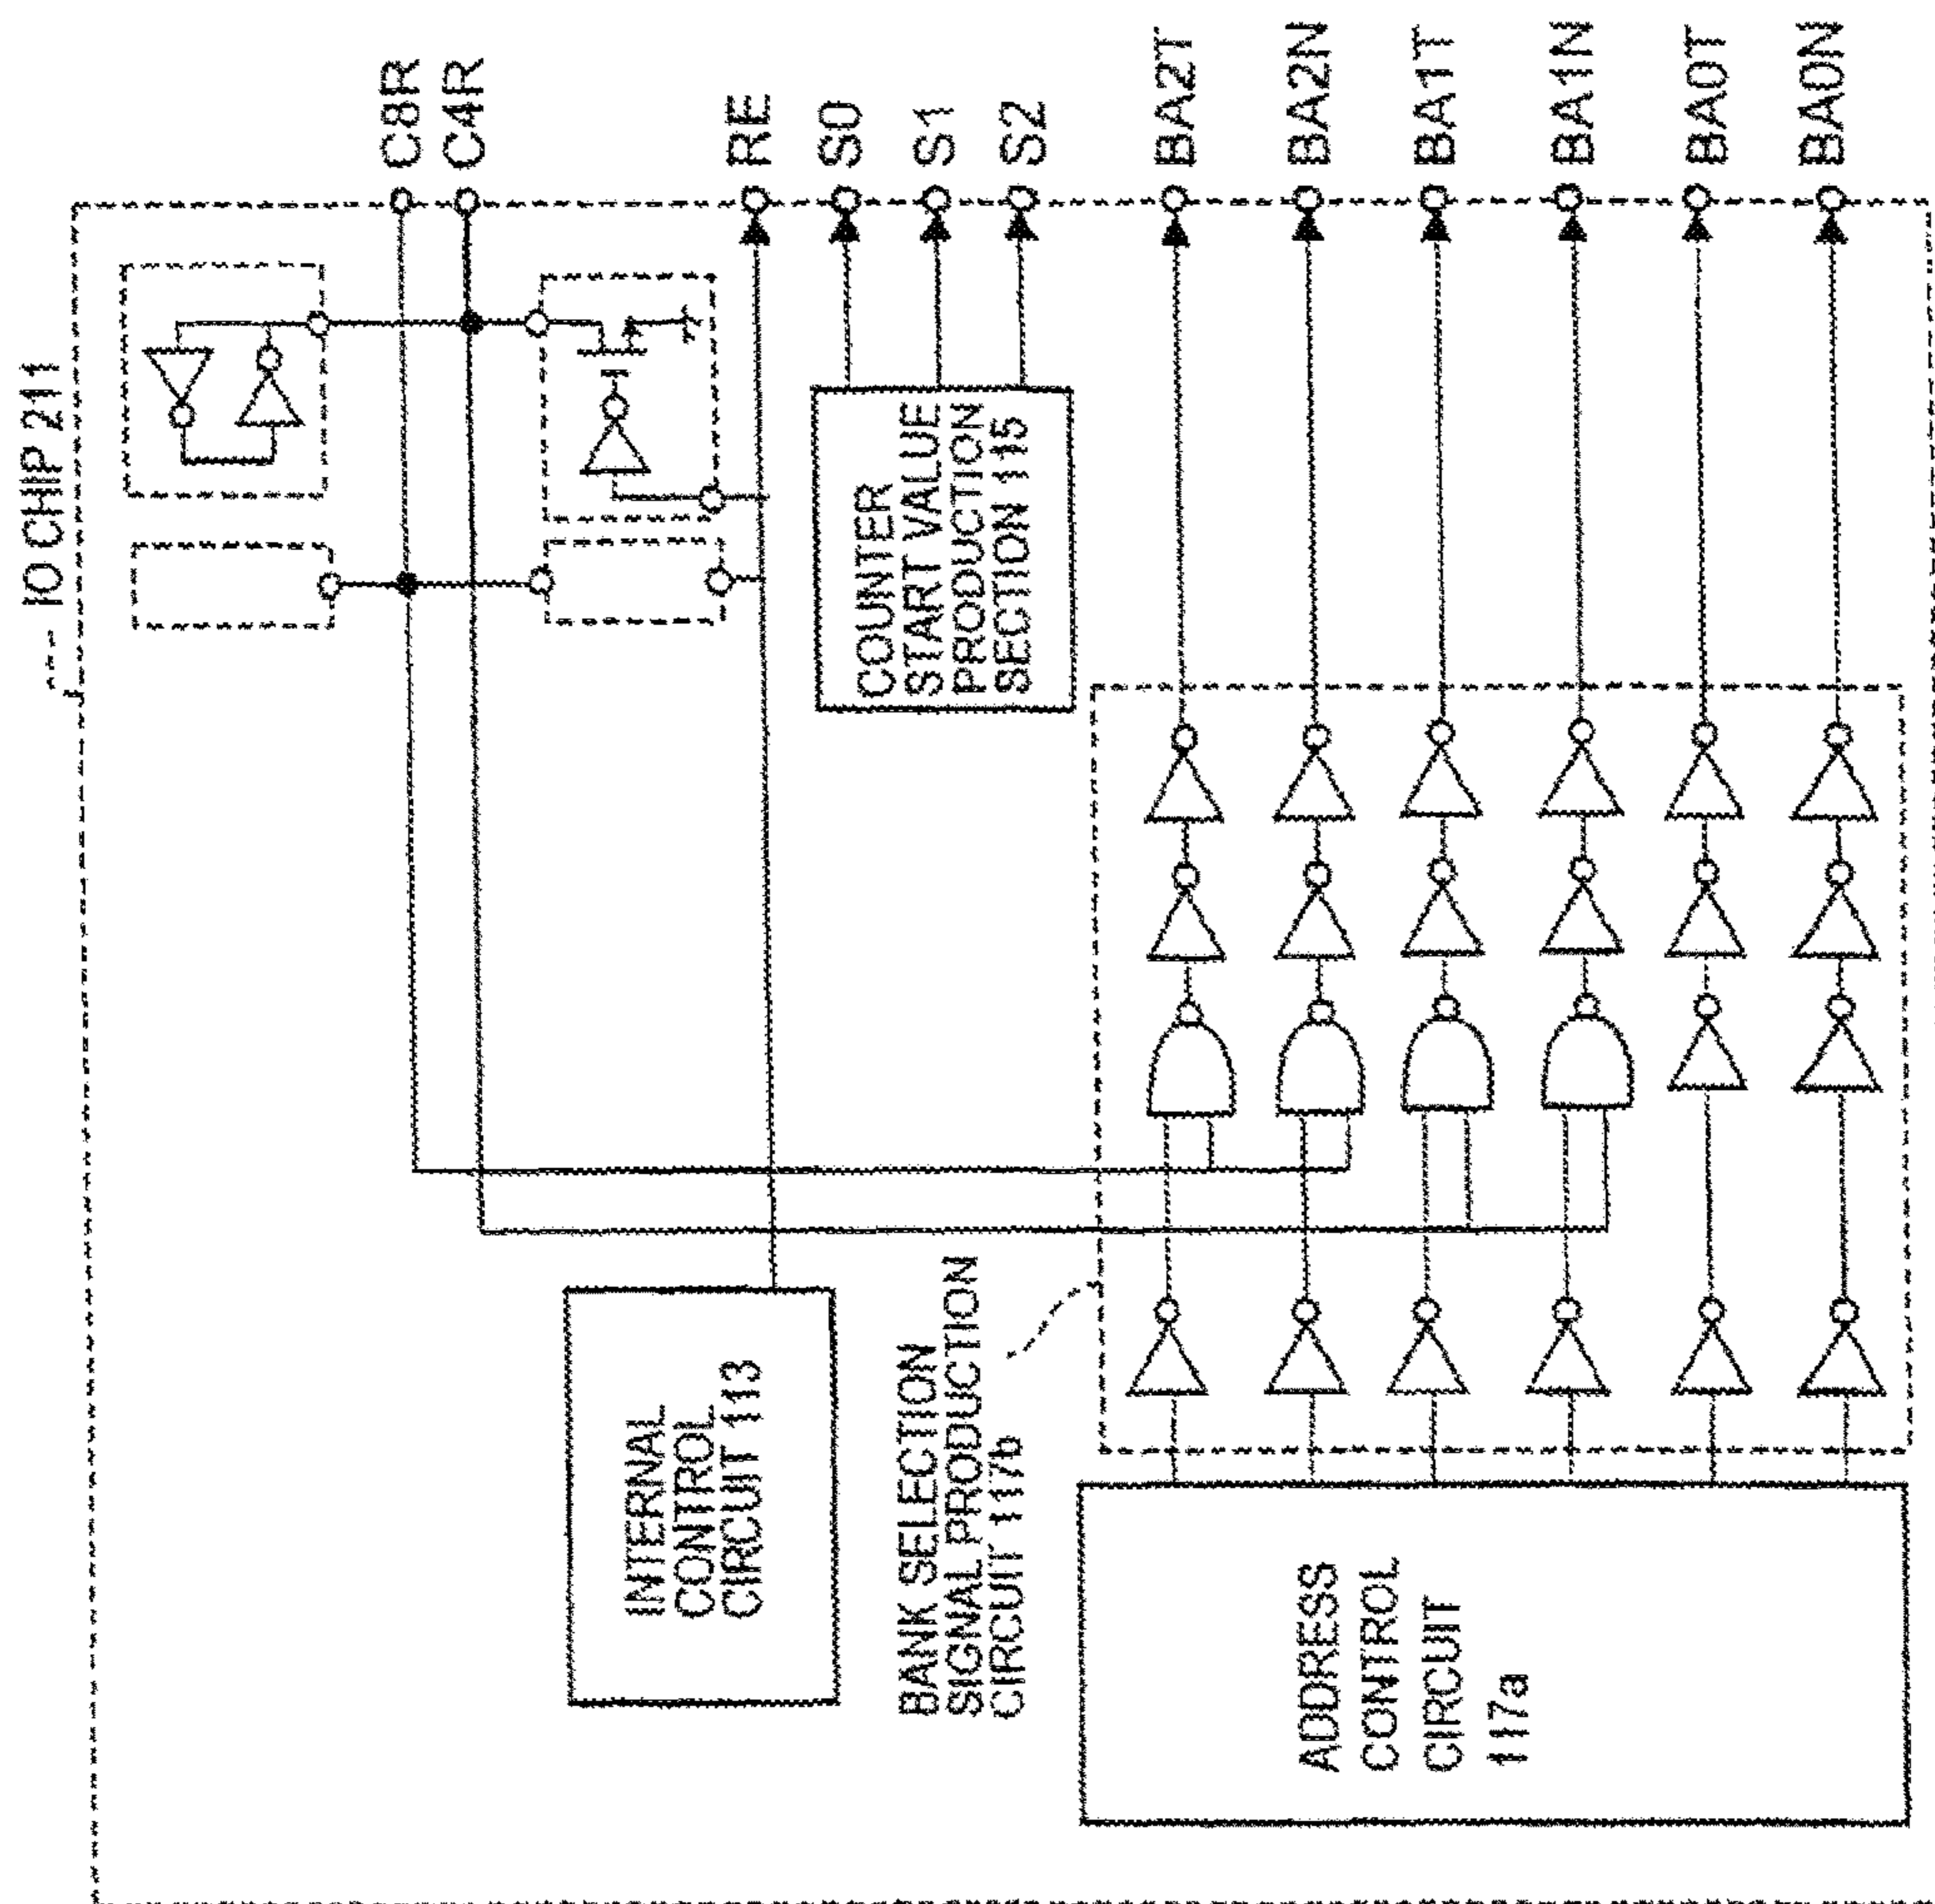 IO CHIP 211
C8R
C4R
RE
S0
S1
S2
BA2T
BA2N
BA1T
BA1N
BA0T
BA0N
COUNTER
START VALUE
PRODUCTION
SECTION 115
INTERNAL
CONTROL
CIRCUIT 113
BANK SELECTION
SIGNAL PRODUCTION
CIRCUIT 117b
ADDRESS
CONTROL
CIRCUIT
117a